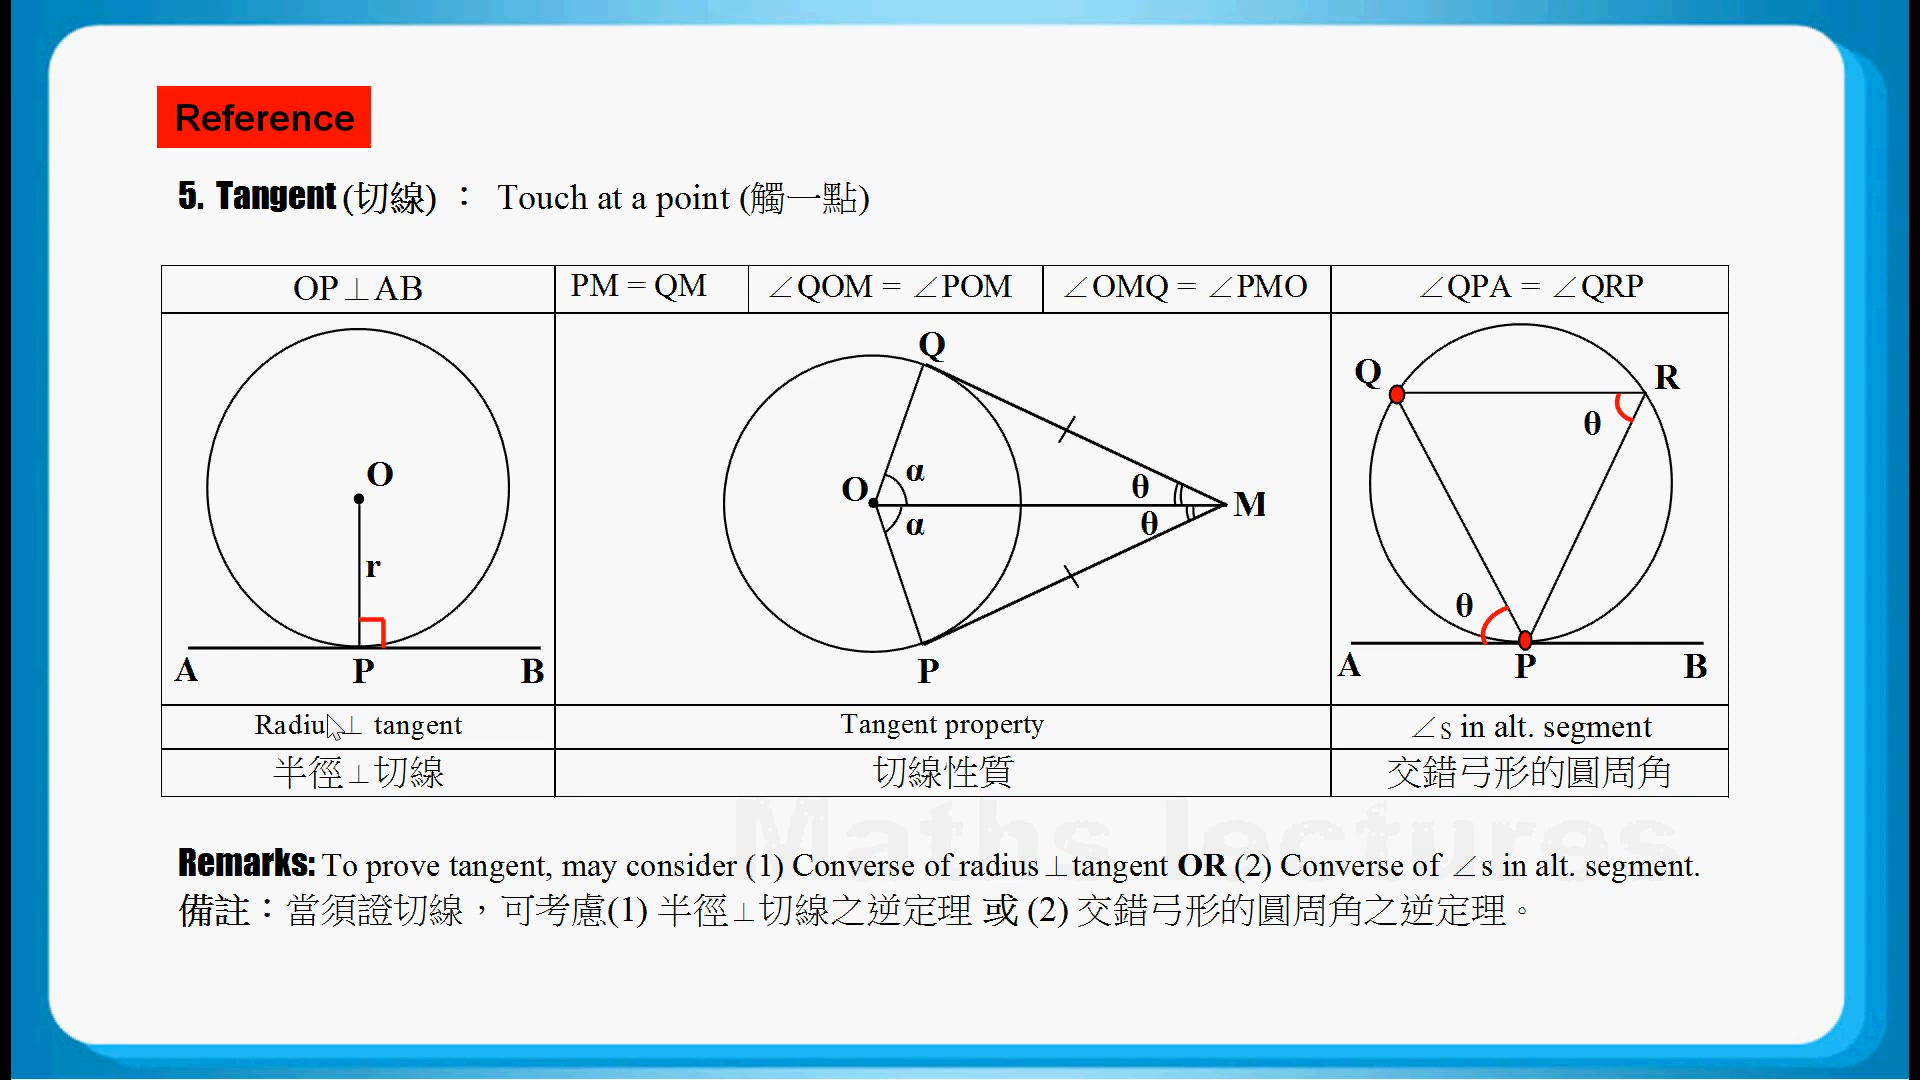 Reference
5. Tangent (切線) ： Touch at a point (觸一點)
OP⊥AB PM = QM ∠QOM = ∠POM ∠OMQ = ∠PMO ∠QPA = ∠QRP
O
r
A P B
Q
O α α θ θ M
P
Q R
θ
θ
A P B
⊥ tangent Tangent property ∠s in alt. segment
半徑⊥切線 切線性質 交錯弓形的圓周角
Maths lectures
Remarks: To prove tangent, may consider (1) Converse of radius⊥tangent OR (2) Converse of ∠s in alt. segment.
備註：當須證切線，可考慮(1) 半徑⊥切線之逆定理 或 (2) 交錯弓形的圓周角之逆定理。